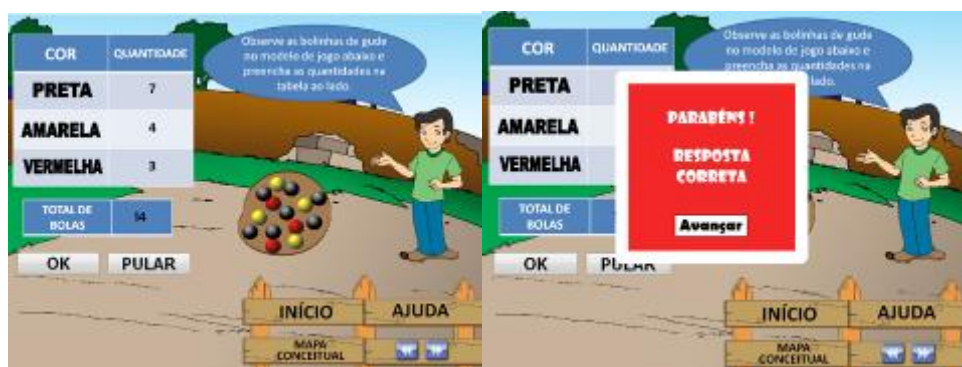 COR QUANTIDADE
PRETA 7
AMARELA 4
VERMELHA 3
TOTAL DE
BOLAS
14
OK PULAR
Observe as bolinhas de gude
no modelo de jogo abaixo e
preencha as quantidades na
tabela ao lado.
INÍCIO AJUDA
MAPA
CONCEITUAL
COR QUANTIDADE
PRETA
AMARELA
VERMELHA
TOTAL DE
BOLAS
OK PULAR
Observe as bolinhas de gude
no modelo de jogo abaixo e
preencha as quantidades na
lado.
PARABÉNS !
RESPOSTA
CORRETA
Avançar
INÍCIO AJUDA
MAPA
CONCEITUAL